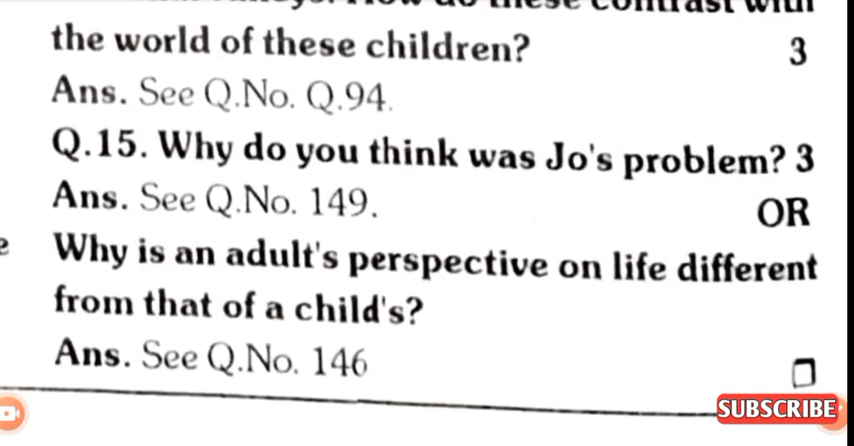 the world of these children? 3
Ans. See Q.No. Q.94.
Q.15. Why do you think was Jo's problem? 3
Ans. See Q.No. 149.
OR
Why is an adult's perspective on life different
from that of a child's?
Ans. See Q.No. 146
SUBSCRIBE